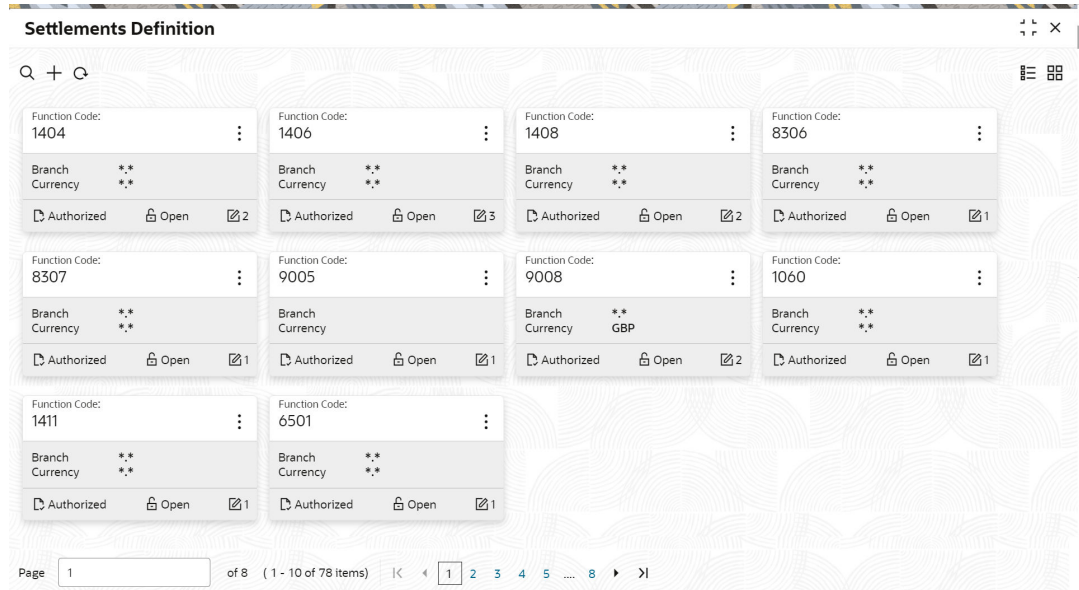 Settlements Definition
Function Code: Function Code: Function Code: Function Code:
1404 1406 1408 8306
Branch *.* Branch *.* Branch *.* Branch *.*
Currency *.* Currency *.* Currency *.* Currency *.*
Authorized Open 2 Authorized Open 3 Authorized Open 2 Authorized Open 1
Function Code: Function Code: Function Code: Function Code:
8307 9005 9008 1060
Branch *.* Branch Branch *.* Branch *.*
Currency *.* Currency Currency GBP Currency *.*
Authorized Open 1 Authorized Open 1 Authorized Open 2 Authorized Open 1
Function Code: Function Code:
1411 6501
Branch *.* Branch *.*
Currency *.* Currency *.*
Authorized Open 1 Authorized Open 1
Page 1 of 8 ( 1 - 10 of 78 items) 1 2 3 4 5 .... 8